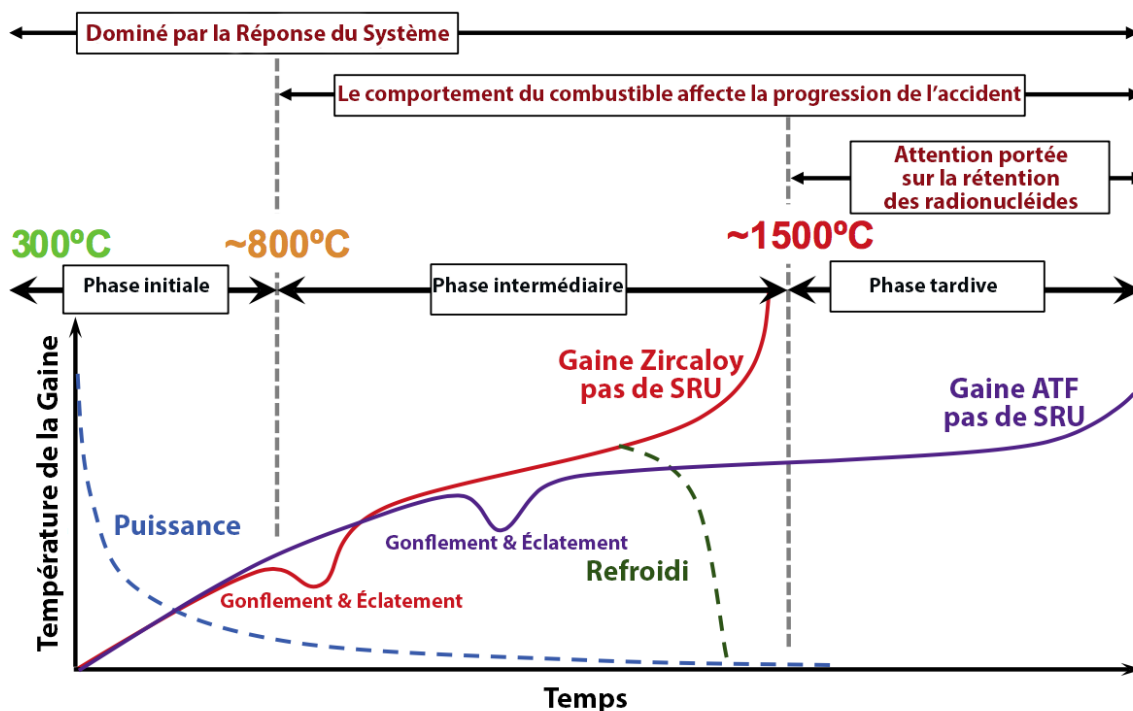 Dominé par la Réponse du Système
Le comportement du combustible affecte la progression de l'accident
Attention portée
sur la rétention
des radionucléides
300ºC
~800ºC
~1500ºC
Phase initiale
Phase intermédiaire
Phase tardive
Température de la Gaine
Gaine Zircaloy
pas de SRU
Gaine ATF
pas de SRU
Puissance
Gonflement & Éclatement
Refroidi
Gonflement & Éclatement
Temps